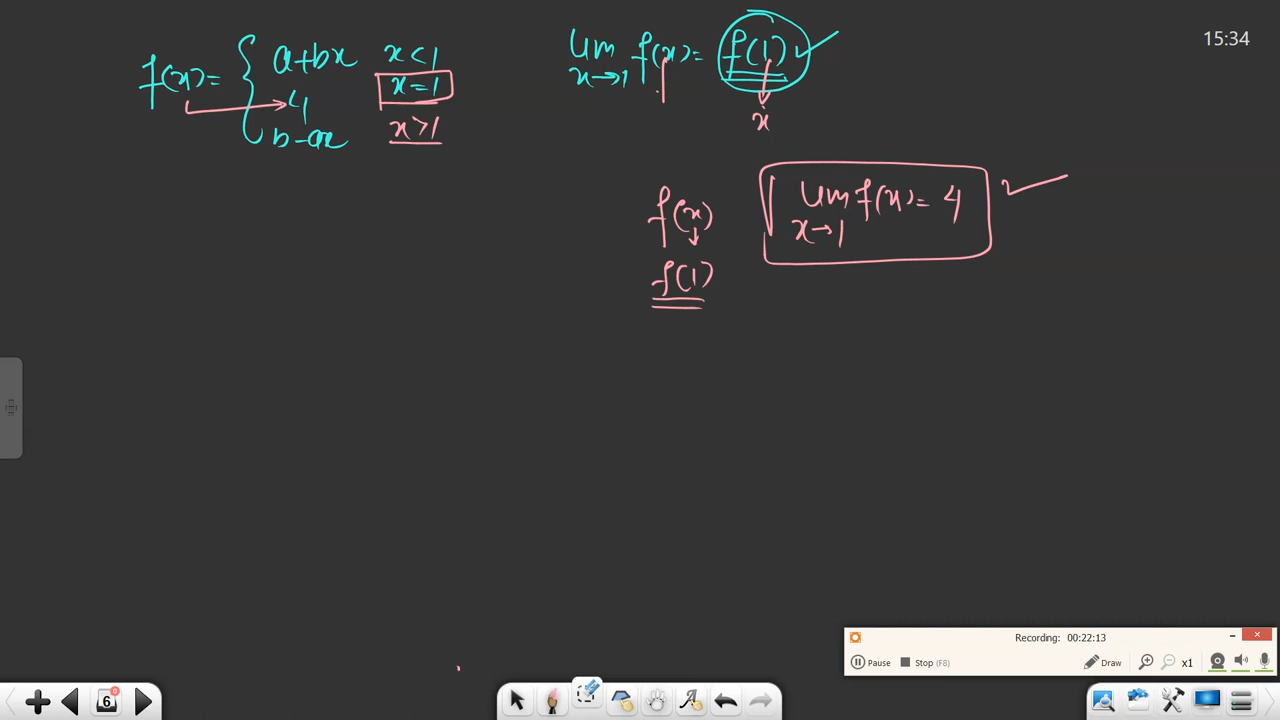 15:34
f(x)= { a+bx x<1
4 x=1
b-ax x>1
lim f(x)= f(1)
x→1
x
f(x)
f(1)
lim f(x)= 4
x→1
Recording: 00:22:13
Pause Stop (F8) Draw x1
6 0